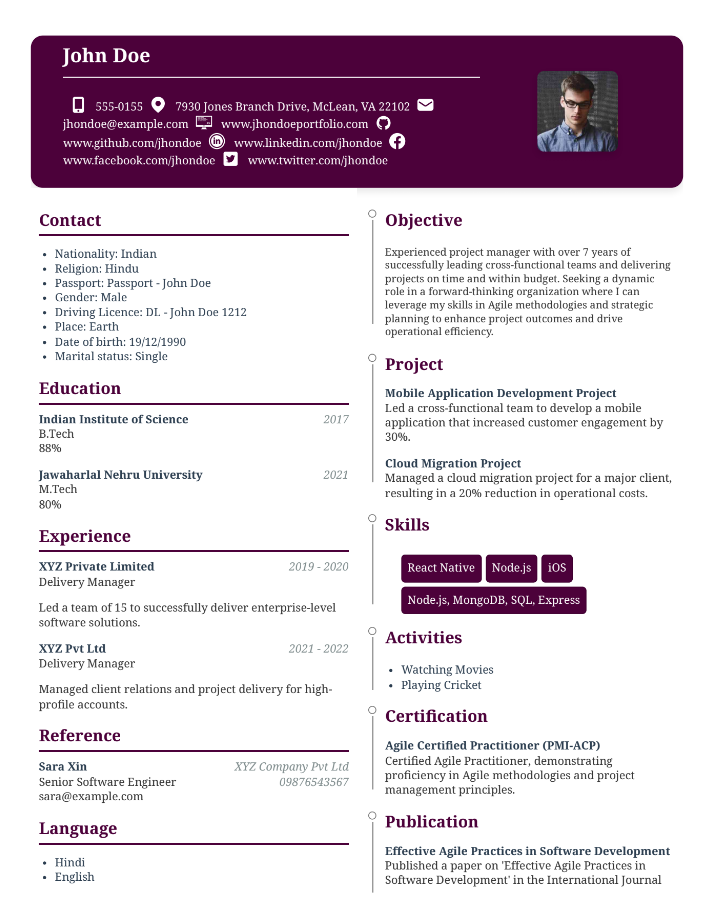 John Doe
555-0155 7930 Jones Branch Drive, McLean, VA 22102
jhondoe@example.com www.jhondoeportfolio.com
www.github.com/jhondoe www.linkedin.com/jhondoe
www.facebook.com/jhondoe www.twitter.com/jhondoe
Contact
• Nationality: Indian
• Religion: Hindu
• Passport: Passport - John Doe
• Gender: Male
• Driving Licence: DL - John Doe 1212
• Place: Earth
• Date of birth: 19/12/1990
• Marital status: Single
Education
Indian Institute of Science 2017
B.Tech
88%
Jawaharlal Nehru University 2021
M.Tech
80%
Experience
XYZ Private Limited 2019 - 2020
Delivery Manager
Led a team of 15 to successfully deliver enterprise-level
software solutions.
XYZ Pvt Ltd 2021 - 2022
Delivery Manager
Managed client relations and project delivery for high-
profile accounts.
Reference
Sara Xin XYZ Company Pvt Ltd
Senior Software Engineer 09876543567
sara@example.com
Language
• Hindi
• English
Objective
Experienced project manager with over 7 years of
successfully leading cross-functional teams and delivering
projects on time and within budget. Seeking a dynamic
role in a forward-thinking organization where I can
leverage my skills in Agile methodologies and strategic
planning to enhance project outcomes and drive
operational efficiency.
Project
Mobile Application Development Project
Led a cross-functional team to develop a mobile
application that increased customer engagement by
30%.
Cloud Migration Project
Managed a cloud migration project for a major client,
resulting in a 20% reduction in operational costs.
Skills
React Native Node.js iOS
Node.js, MongoDB, SQL, Express
Activities
• Watching Movies
• Playing Cricket
Certification
Agile Certified Practitioner (PMI-ACP)
Certified Agile Practitioner, demonstrating
proficiency in Agile methodologies and project
management principles.
Publication
Effective Agile Practices in Software Development
Published a paper on 'Effective Agile Practices in
Software Development' in the International Journal